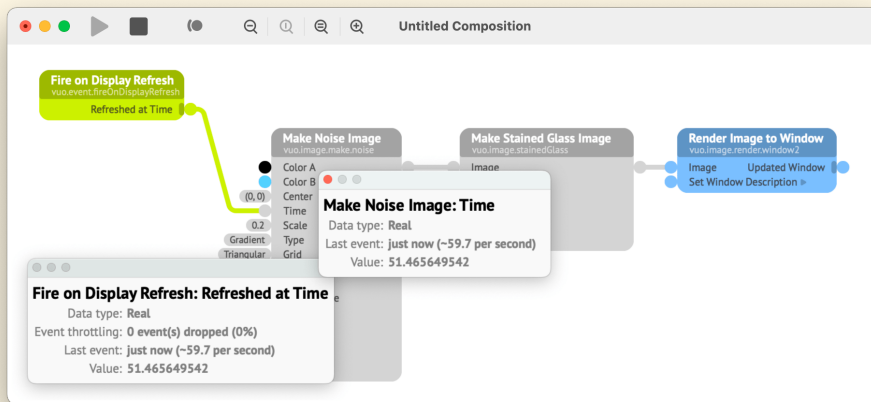 Untitled Composition
Fire on Display Refresh
vuo.event.fireOnDisplayRefresh
Refreshed at Time
Make Noise Image
vuo.image.make.noise
Color A
Color B
(0, 0) Center
Time
0.2 Scale
Gradient Type
Triangular Grid
Make Stained Glass Image
vuo.image.stainedGlass
Image
Render Image to Window
vuo.image.render.window2
Image Updated Window
Set Window Description
Make Noise Image: Time
Data type: Real
Last event: just now (~59.7 per second)
Value: 51.465649542
Fire on Display Refresh: Refreshed at Time
Data type: Real
Event throttling: 0 event(s) dropped (0%)
Last event: just now (~59.7 per second)
Value: 51.465649542